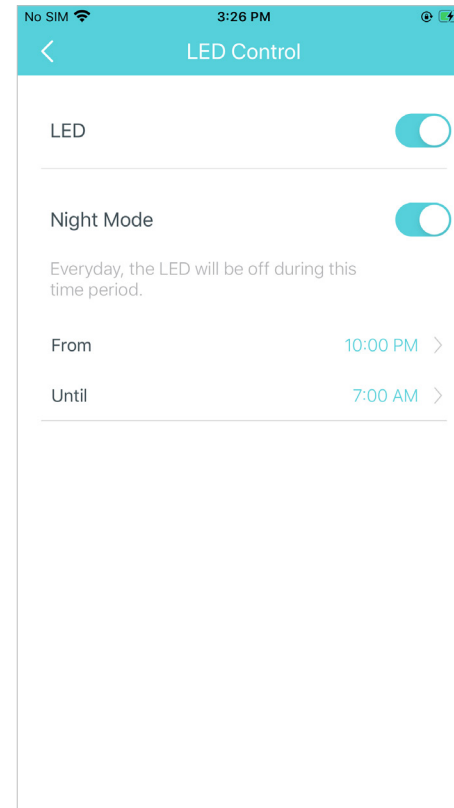 No SIM 3:26 PM
LED Control
LED
Night Mode
Everyday, the LED will be off during this
time period.
From 10:00 PM
Until 7:00 AM